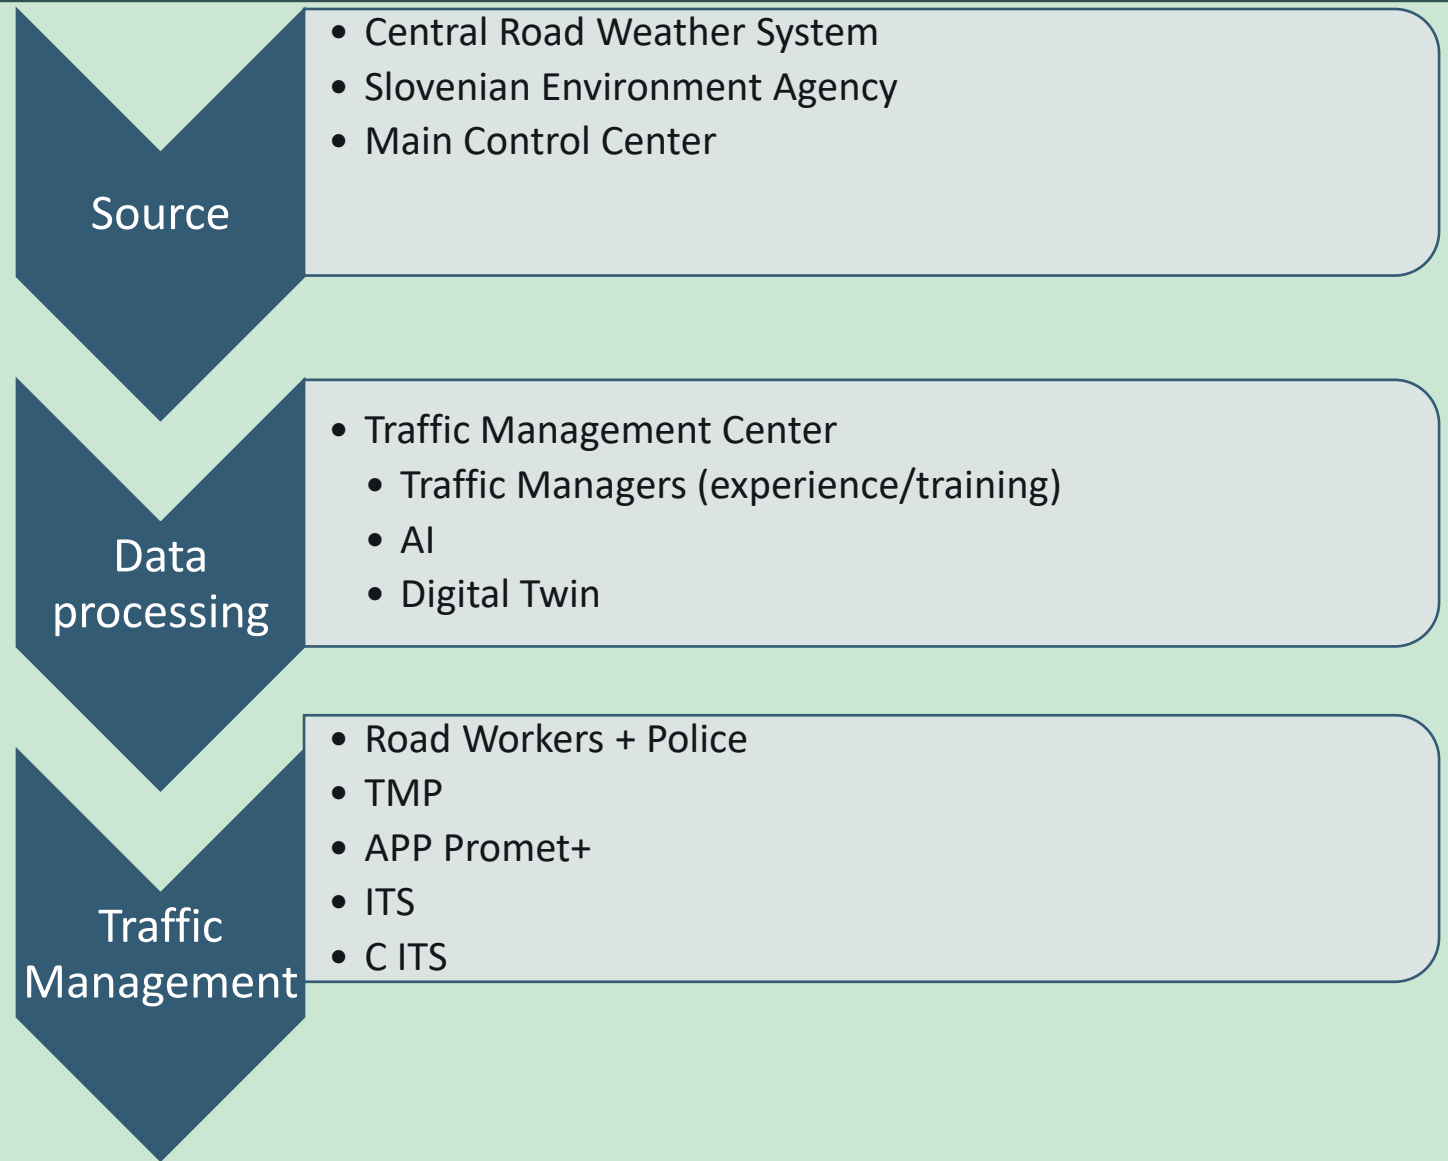 Source
• Central Road Weather System
• Slovenian Environment Agency
• Main Control Center
Data
processing
• Traffic Management Center
• Traffic Managers (experience/training)
• AI
• Digital Twin
Traffic
Management
• Road Workers + Police
• TMP
• APP Promet+
• ITS
• C ITS